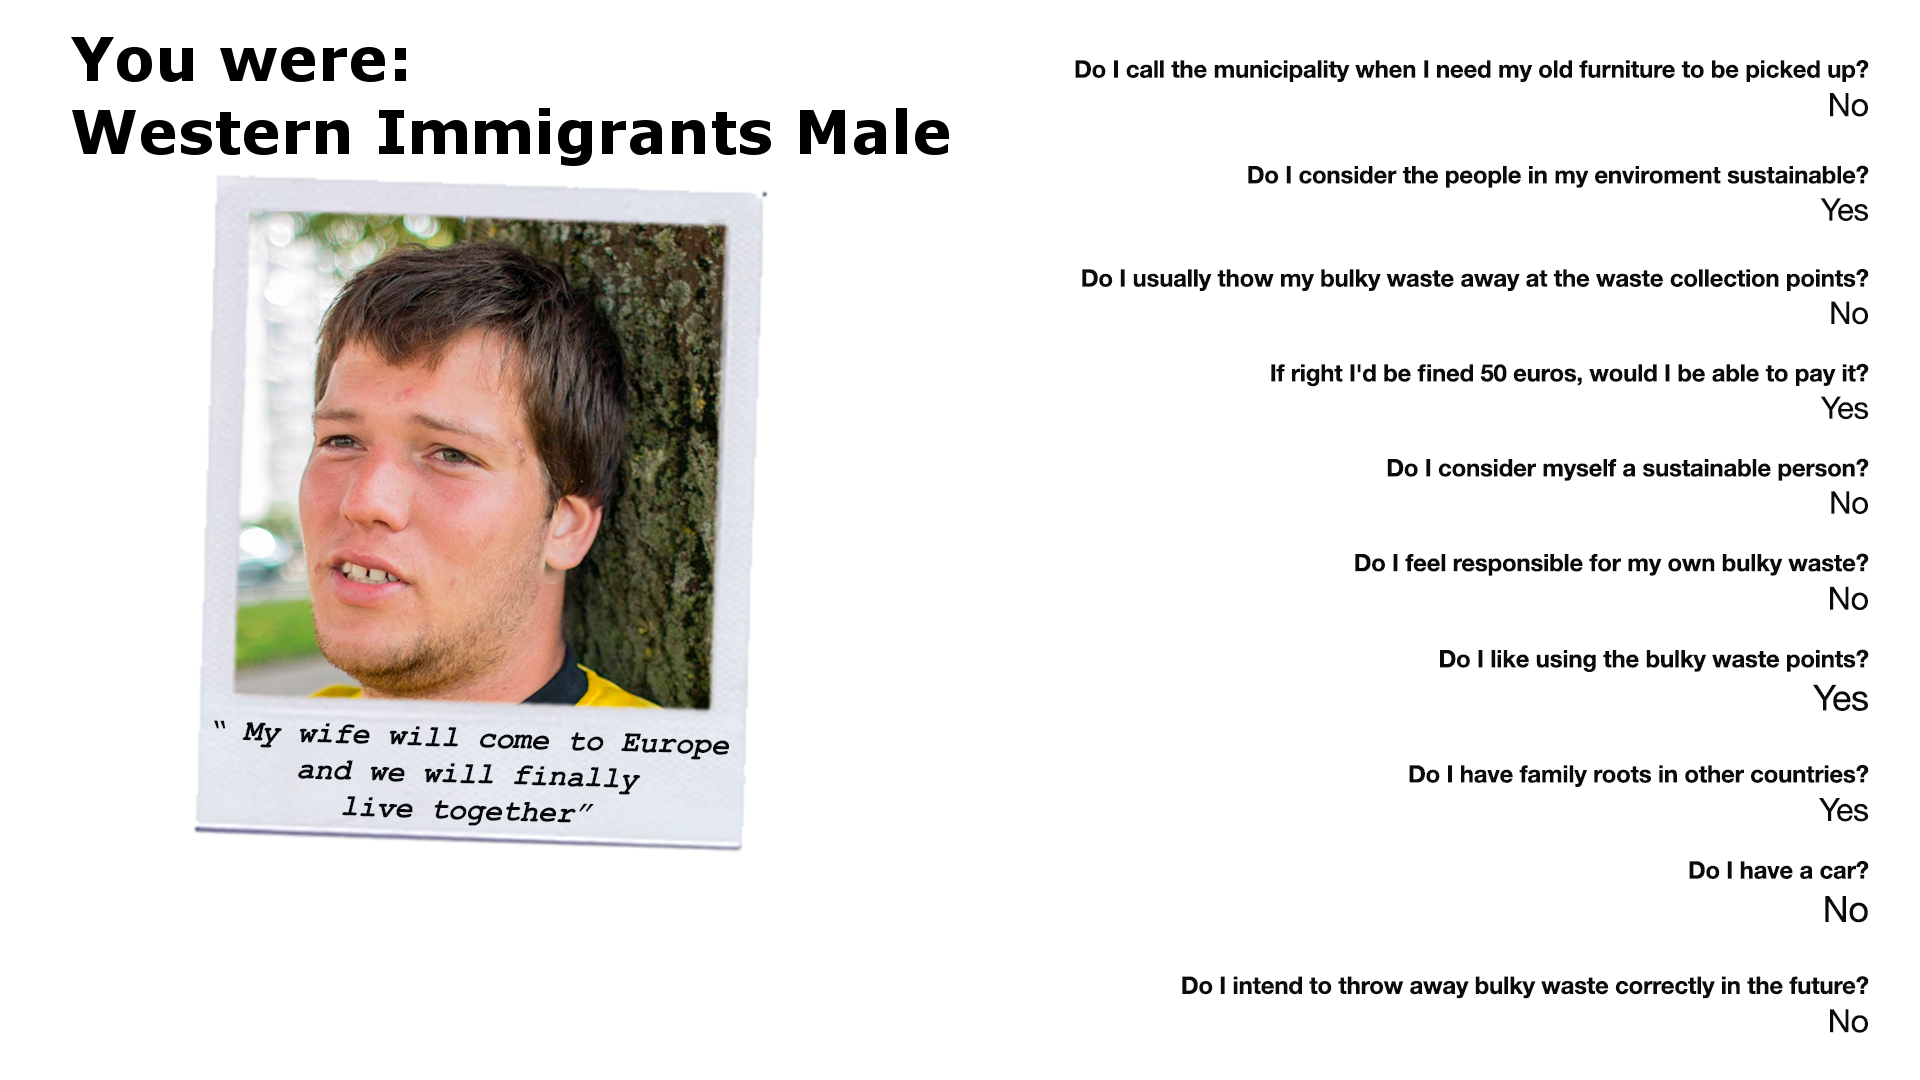 You were:
Western Immigrants Male
“ My wife will come to Europe
and we will finally
live together”
Do I call the municipality when I need my old furniture to be picked up?
No
Do I consider the people in my enviroment sustainable?
Yes
Do I usually thow my bulky waste away at the waste collection points?
No
If right I'd be fined 50 euros, would I be able to pay it?
Yes
Do I consider myself a sustainable person?
No
Do I feel responsible for my own bulky waste?
No
Do I like using the bulky waste points?
Yes
Do I have family roots in other countries?
Yes
Do I have a car?
No
Do I intend to throw away bulky waste correctly in the future?
No